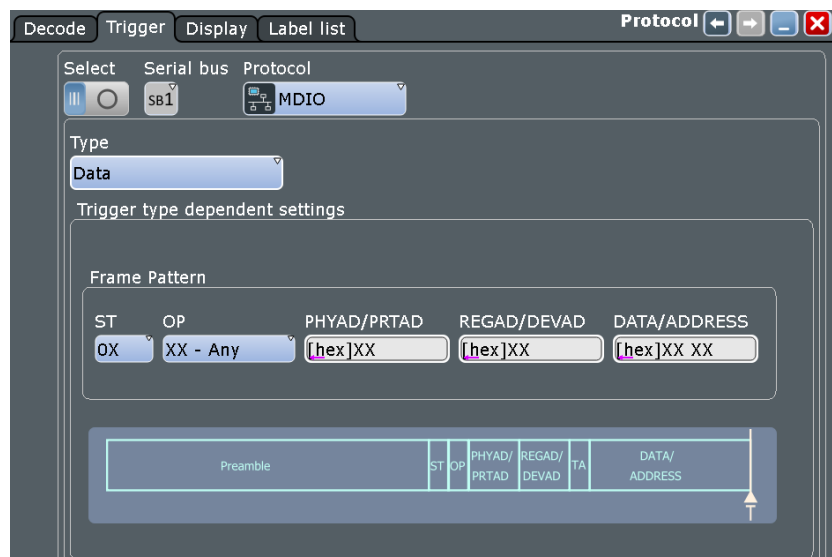 Decode Trigger Display Label list Protocol
Select Serial bus Protocol
SB1 MDIO
Type
Data
Trigger type dependent settings
Frame Pattern
ST OP PHYAD/PRTAD REGAD/DEVAD DATA/ADDRESS
0X XX - Any [hex]XX [hex]XX [hex]XX XX
Preamble ST OP PHYAD/ PRTAD REGAD/ DEVAD TA DATA/ ADDRESS